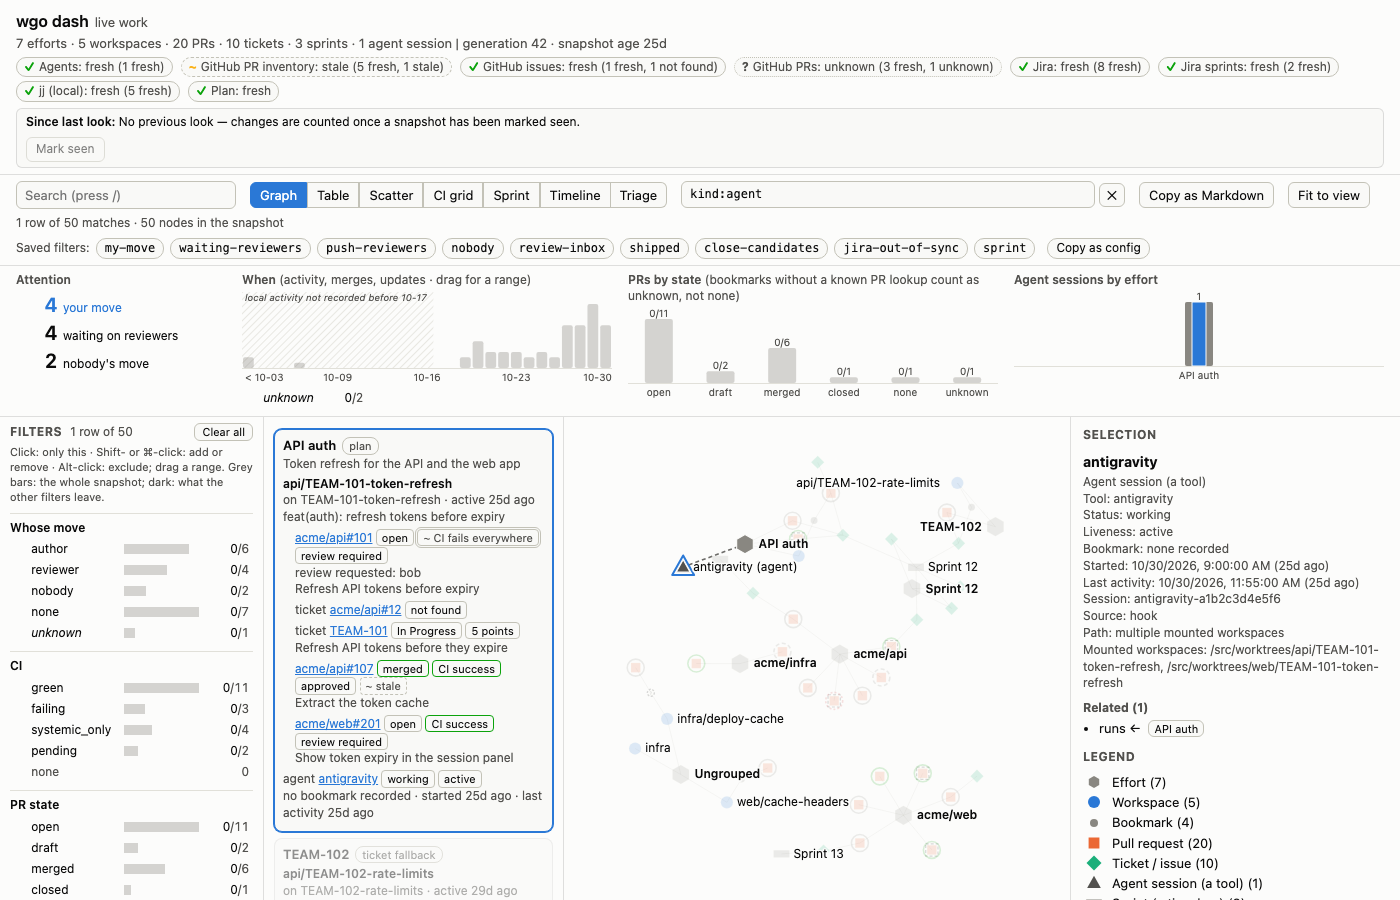 wgo dash live work
7 efforts · 5 workspaces · 20 PRs · 10 tickets · 3 sprints · 1 agent session | generation 42 · snapshot age 25d
✓ Agents: fresh (1 fresh) ~ GitHub PR inventory: stale (5 fresh, 1 stale) ✓ GitHub issues: fresh (1 fresh, 1 not found) ? GitHub PRs: unknown (3 fresh, 1 unknown) ✓ Jira: fresh (8 fresh) ✓ Jira sprints: fresh (2 fresh)
✓ jj (local): fresh (5 fresh) ✓ Plan: fresh
Since last look: No previous look — changes are counted once a snapshot has been marked seen.
Mark seen
Search (press /) Graph Table Scatter CI grid Sprint Timeline Triage kind:agent ✕ Copy as Markdown Fit to view
1 row of 50 matches · 50 nodes in the snapshot
Saved filters: my-move waiting-reviewers push-reviewers nobody review-inbox shipped close-candidates jira-out-of-sync sprint Copy as config
Attention
4 your move
4 waiting on reviewers
2 nobody's move
When (activity, merges, updates · drag for a range)
local activity not recorded before 10-17
< 10-03 10-09 10-16 10-23 10-30
unknown 0/2
PRs by state (bookmarks without a known PR lookup count as
unknown, not none)
0/11 0/2 0/6 0/1 0/1 0/1
open draft merged closed none unknown
Agent sessions by effort
1
API auth
FILTERS 1 row of 50 Clear all
Click: only this · Shift- or ⌘-click: add or
remove · Alt-click: exclude; drag a range. Grey
bars: the whole snapshot; dark: what the
other filters leave.
Whose move
author 0/6
reviewer 0/4
nobody 0/2
none 0/7
unknown 0/1
CI
green 0/11
failing 0/3
systemic_only 0/4
pending 0/2
none 0
PR state
open 0/11
draft 0/2
merged 0/6
closed 0/1
API auth plan
Token refresh for the API and the web app
api/TEAM-101-token-refresh
on TEAM-101-token-refresh · active 25d ago
feat(auth): refresh tokens before expiry
acme/api#101 open ~ CI fails everywhere
review required
review requested: bob
Refresh API tokens before expiry
ticket acme/api#12 not found
ticket TEAM-101 In Progress 5 points
Refresh API tokens before they expire
acme/api#107 merged CI success
approved ~ stale
Extract the token cache
acme/web#201 open CI success
review required
Show token expiry in the session panel
agent antigravity working active
no bookmark recorded · started 25d ago · last
activity 25d ago
TEAM-102 ticket fallback
api/TEAM-102-rate-limits
on TEAM-102-rate-limits · active 29d ago
api/TEAM-102-rate-limits
TEAM-102
API auth
antigravity (agent)
Sprint 12
Sprint 12
acme/api
acme/infra
infra/deploy-cache
infra
Ungrouped
web/cache-headers
acme/web
Sprint 13
SELECTION
antigravity
Agent session (a tool)
Tool: antigravity
Status: working
Liveness: active
Bookmark: none recorded
Started: 10/30/2026, 9:00:00 AM (25d ago)
Last activity: 10/30/2026, 11:55:00 AM (25d ago)
Session: antigravity-a1b2c3d4e5f6
Source: hook
Path: multiple mounted workspaces
Mounted workspaces: /src/worktrees/api/TEAM-101-
token-refresh, /src/worktrees/web/TEAM-101-token-
refresh
Related (1)
• runs ← API auth
LEGEND
Effort (7)
Workspace (5)
Bookmark (4)
Pull request (20)
Ticket / issue (10)
Agent session (a tool) (1)